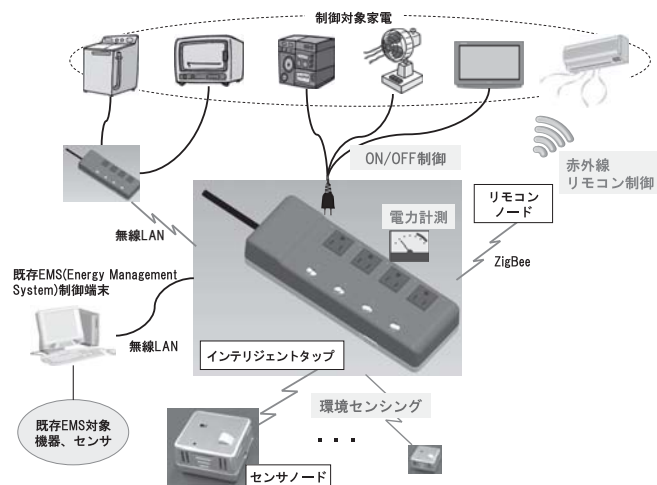 制御対象家電
ON/OFF制御
赤外線
リモコン制御
電力計測
リモコン
ノード
無線LAN
ZigBee
既存EMS(Energy Management
System)制御端末
無線LAN
インテリジェントタップ
既存EMS対象
機器、センサ
環境センシング
センサノード